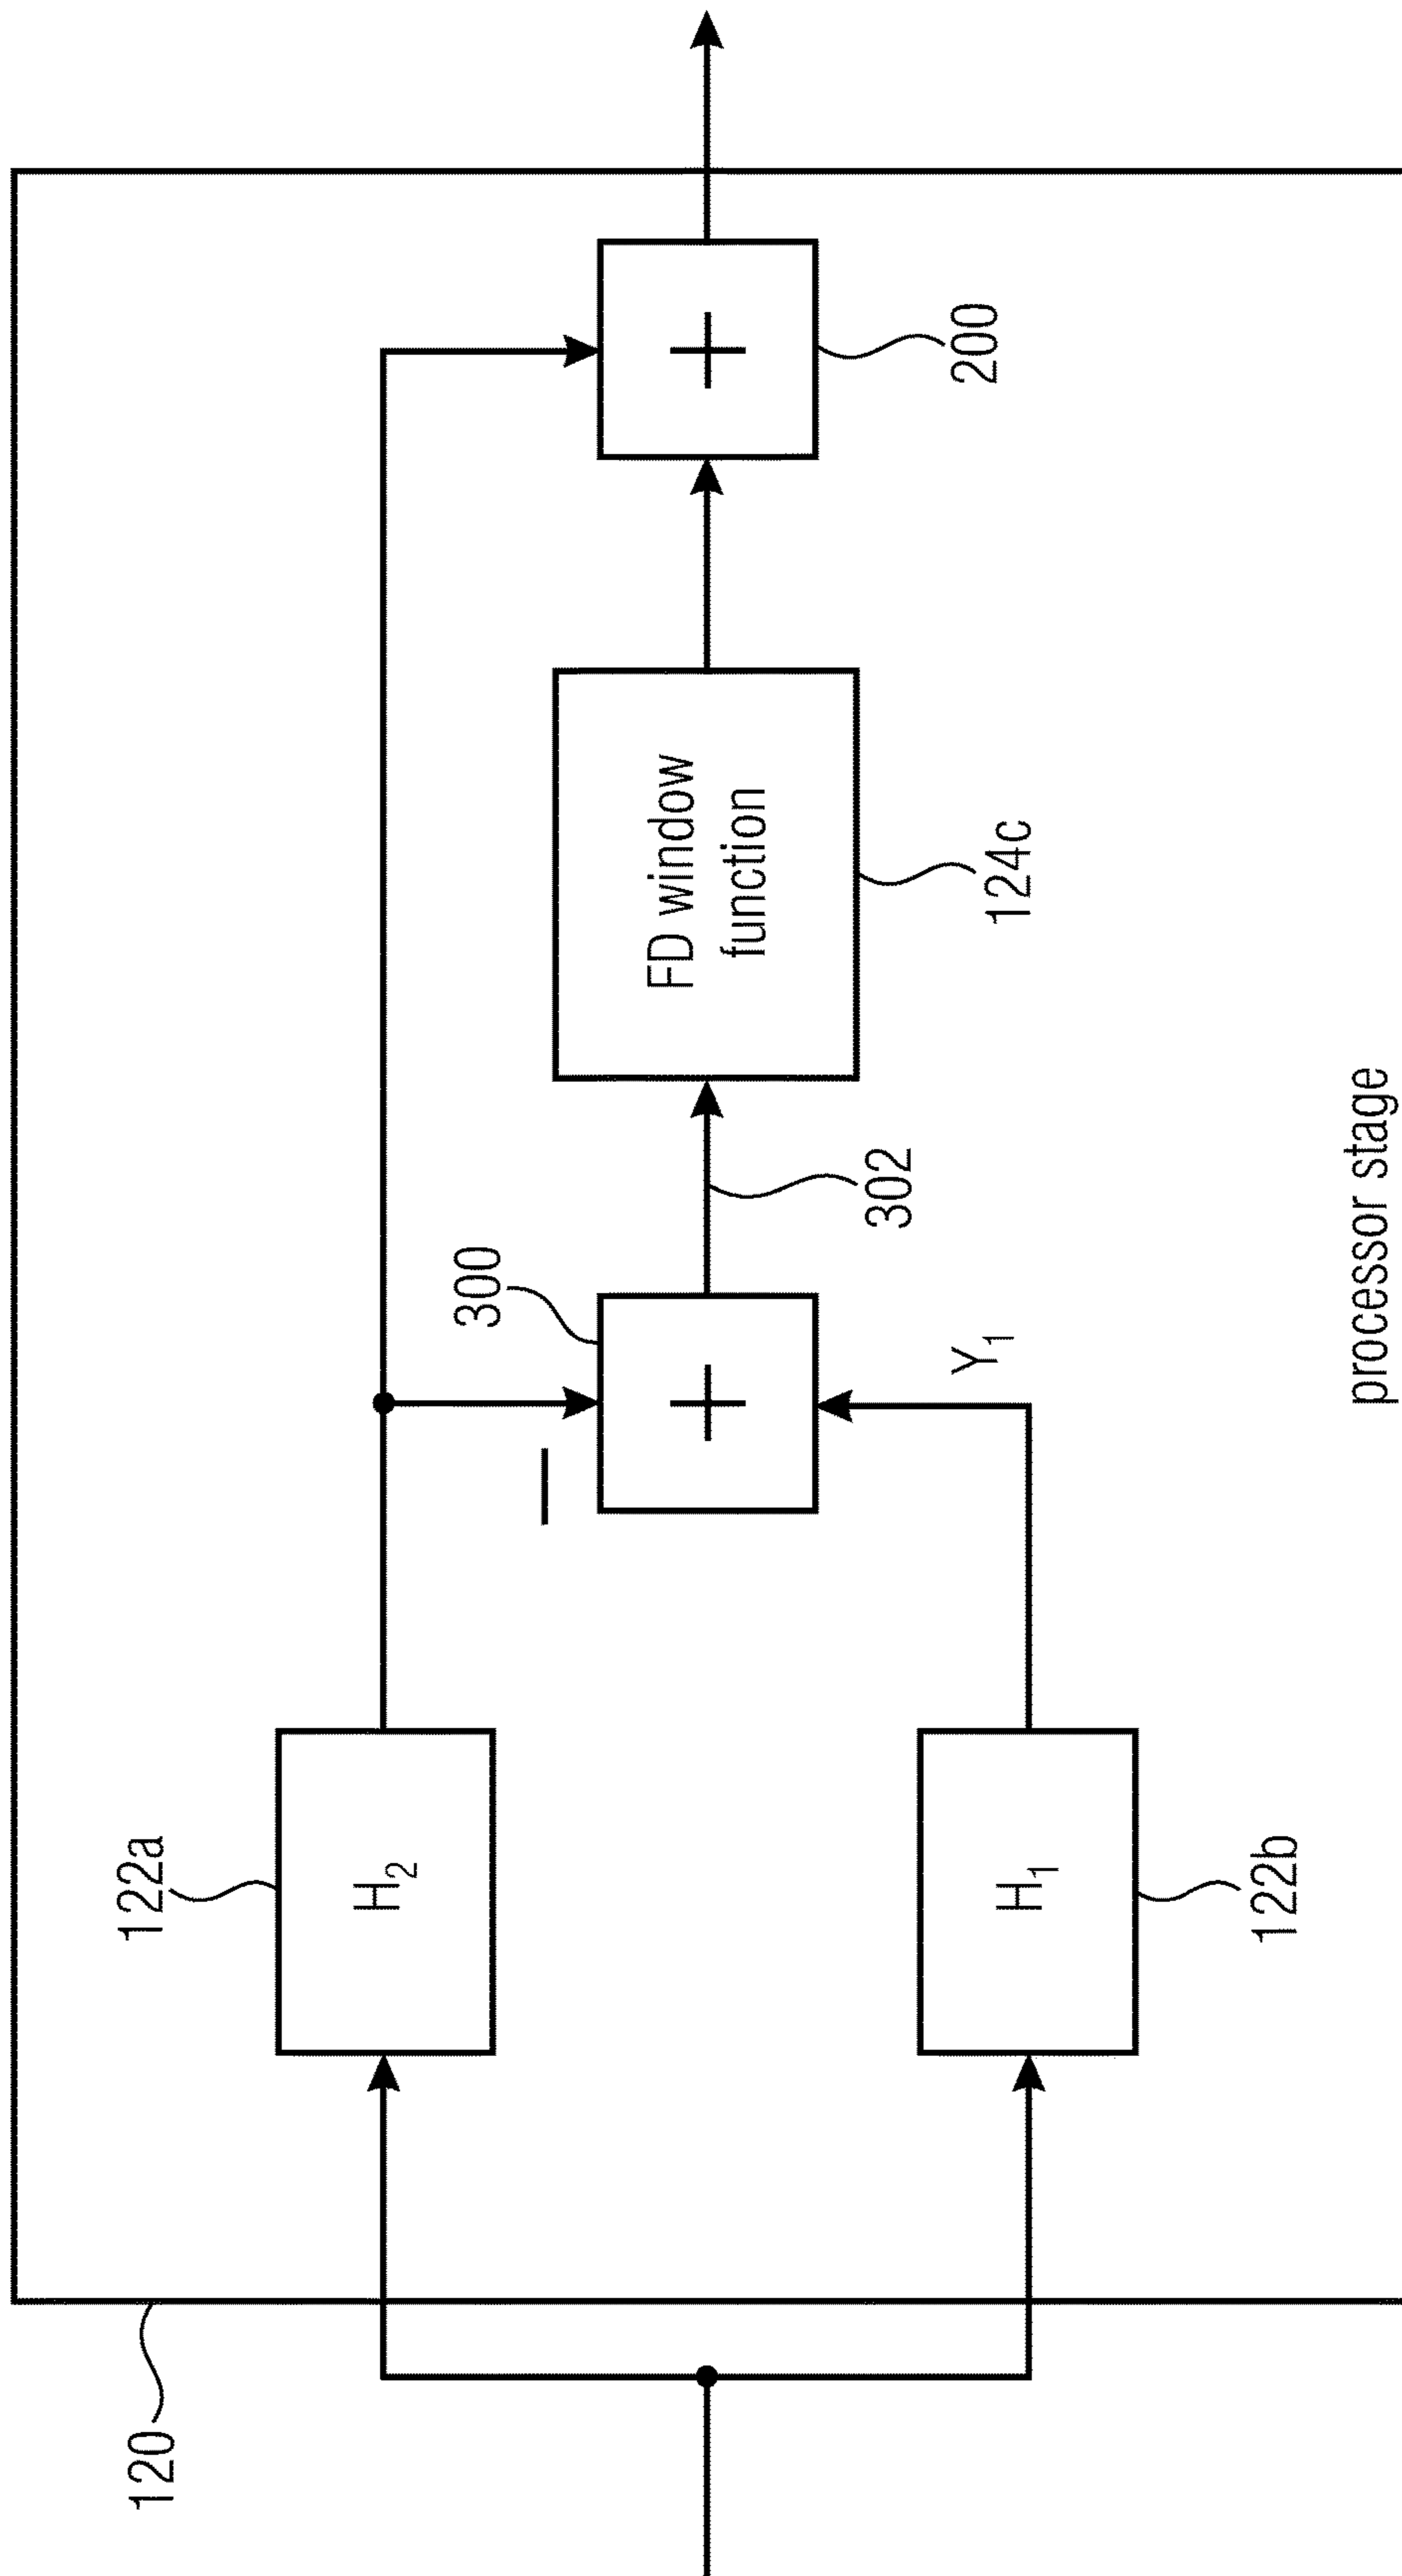 120
122a
H₂
122b
H₁
300
−
+
Y₁
302
FD window
function
124c
+
200
processor stage